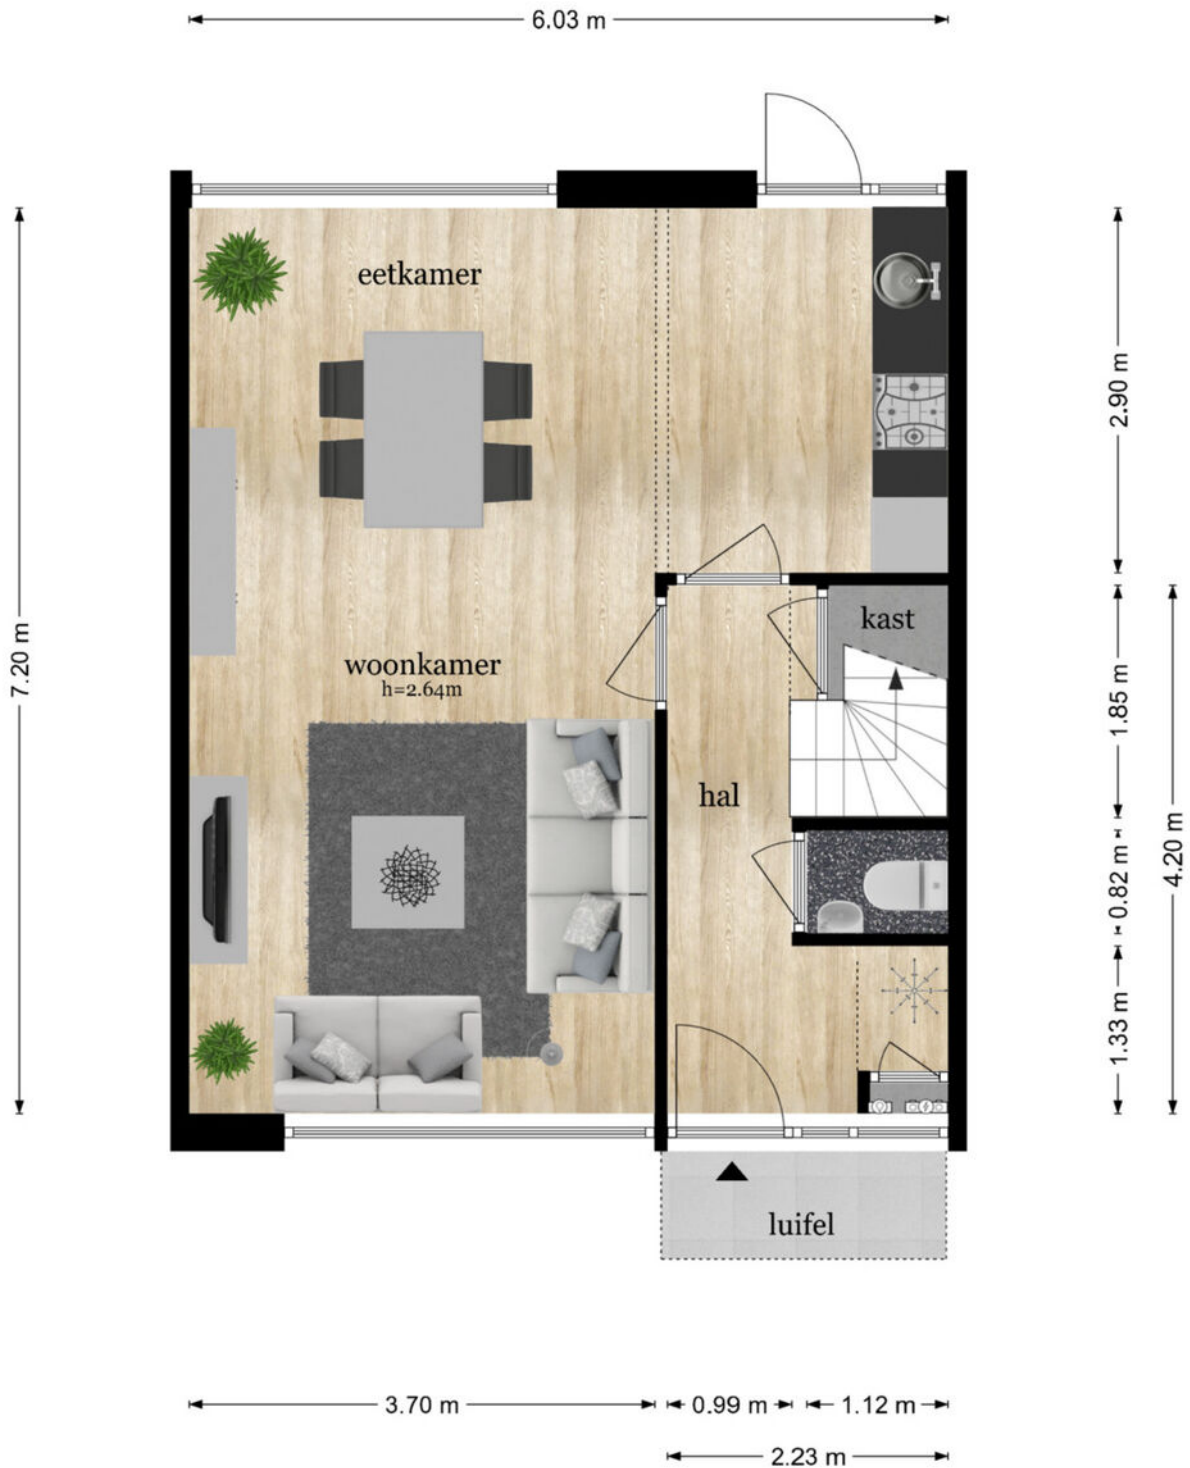 6.03 m
eetkamer
2.90 m
7.20 m
kast
woonkamer
h=2.64m
1.85 m
hal
4.20 m
0.82 m
1.33 m
luifel
3.70 m
0.99 m
1.12 m
2.23 m